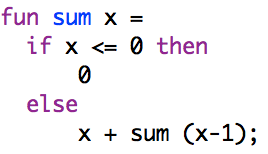 fun sum x =
  if x <= 0 then
      0
  else
      x + sum (x-1);